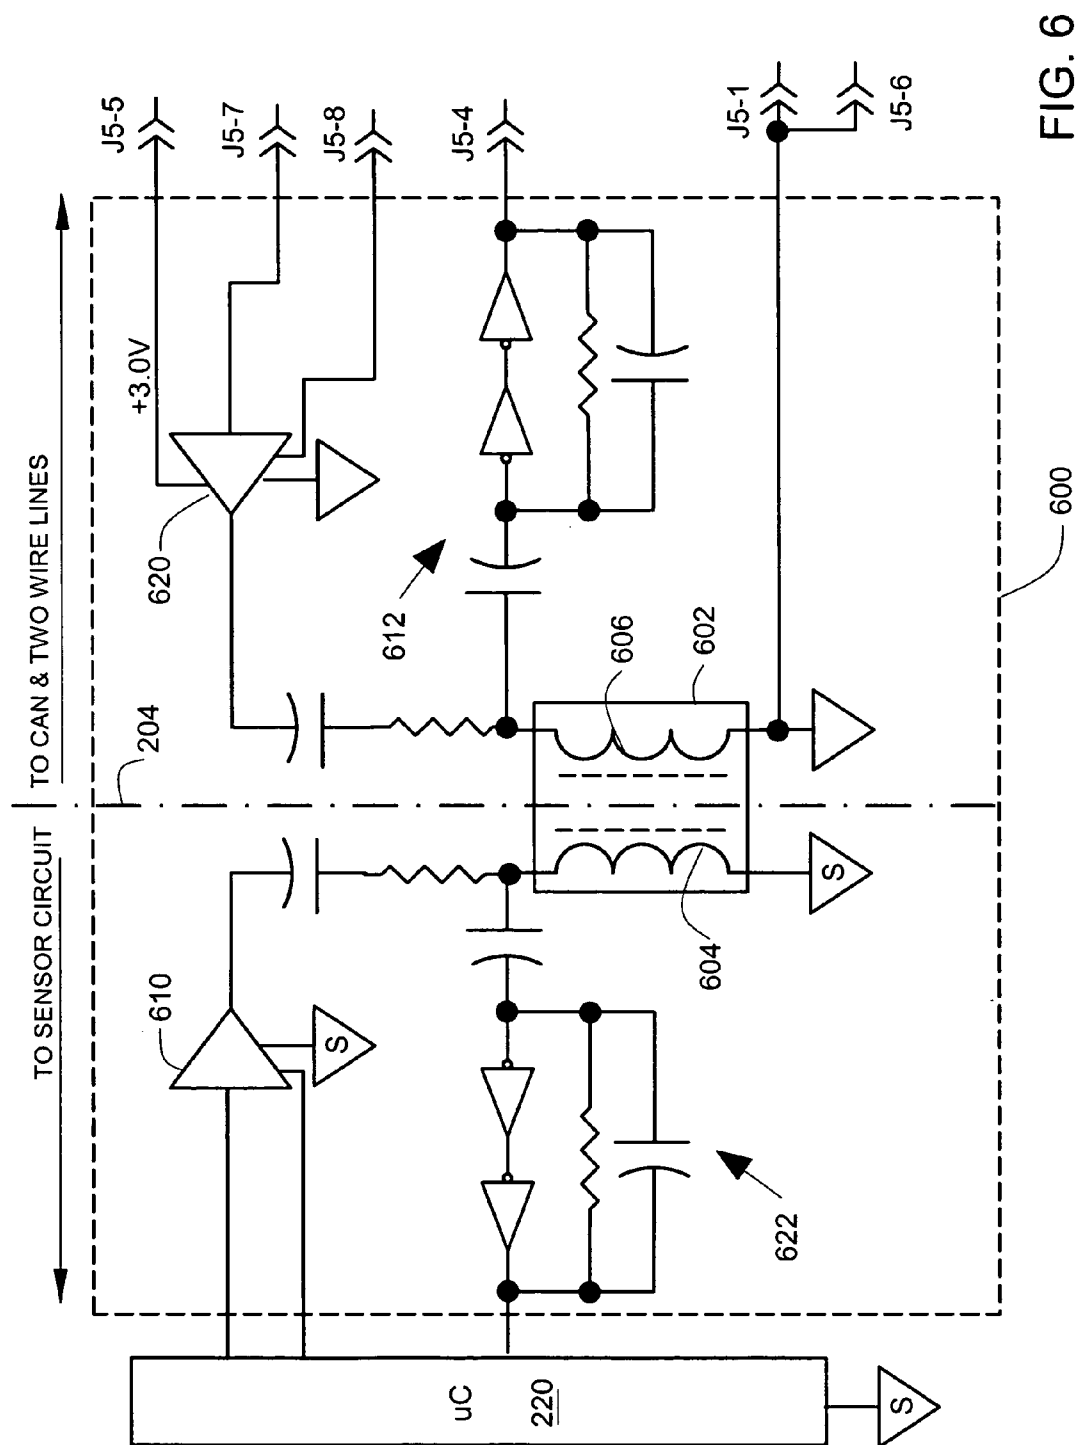 TO SENSOR CIRCUIT
TO CAN & TWO WIRE LINES
204
610
S
620
+3.0V
J5-5
J5-7
J5-8
J5-4
J5-1
J5-6
612
622
606
602
604
S
uC
220
S
600
FIG. 6